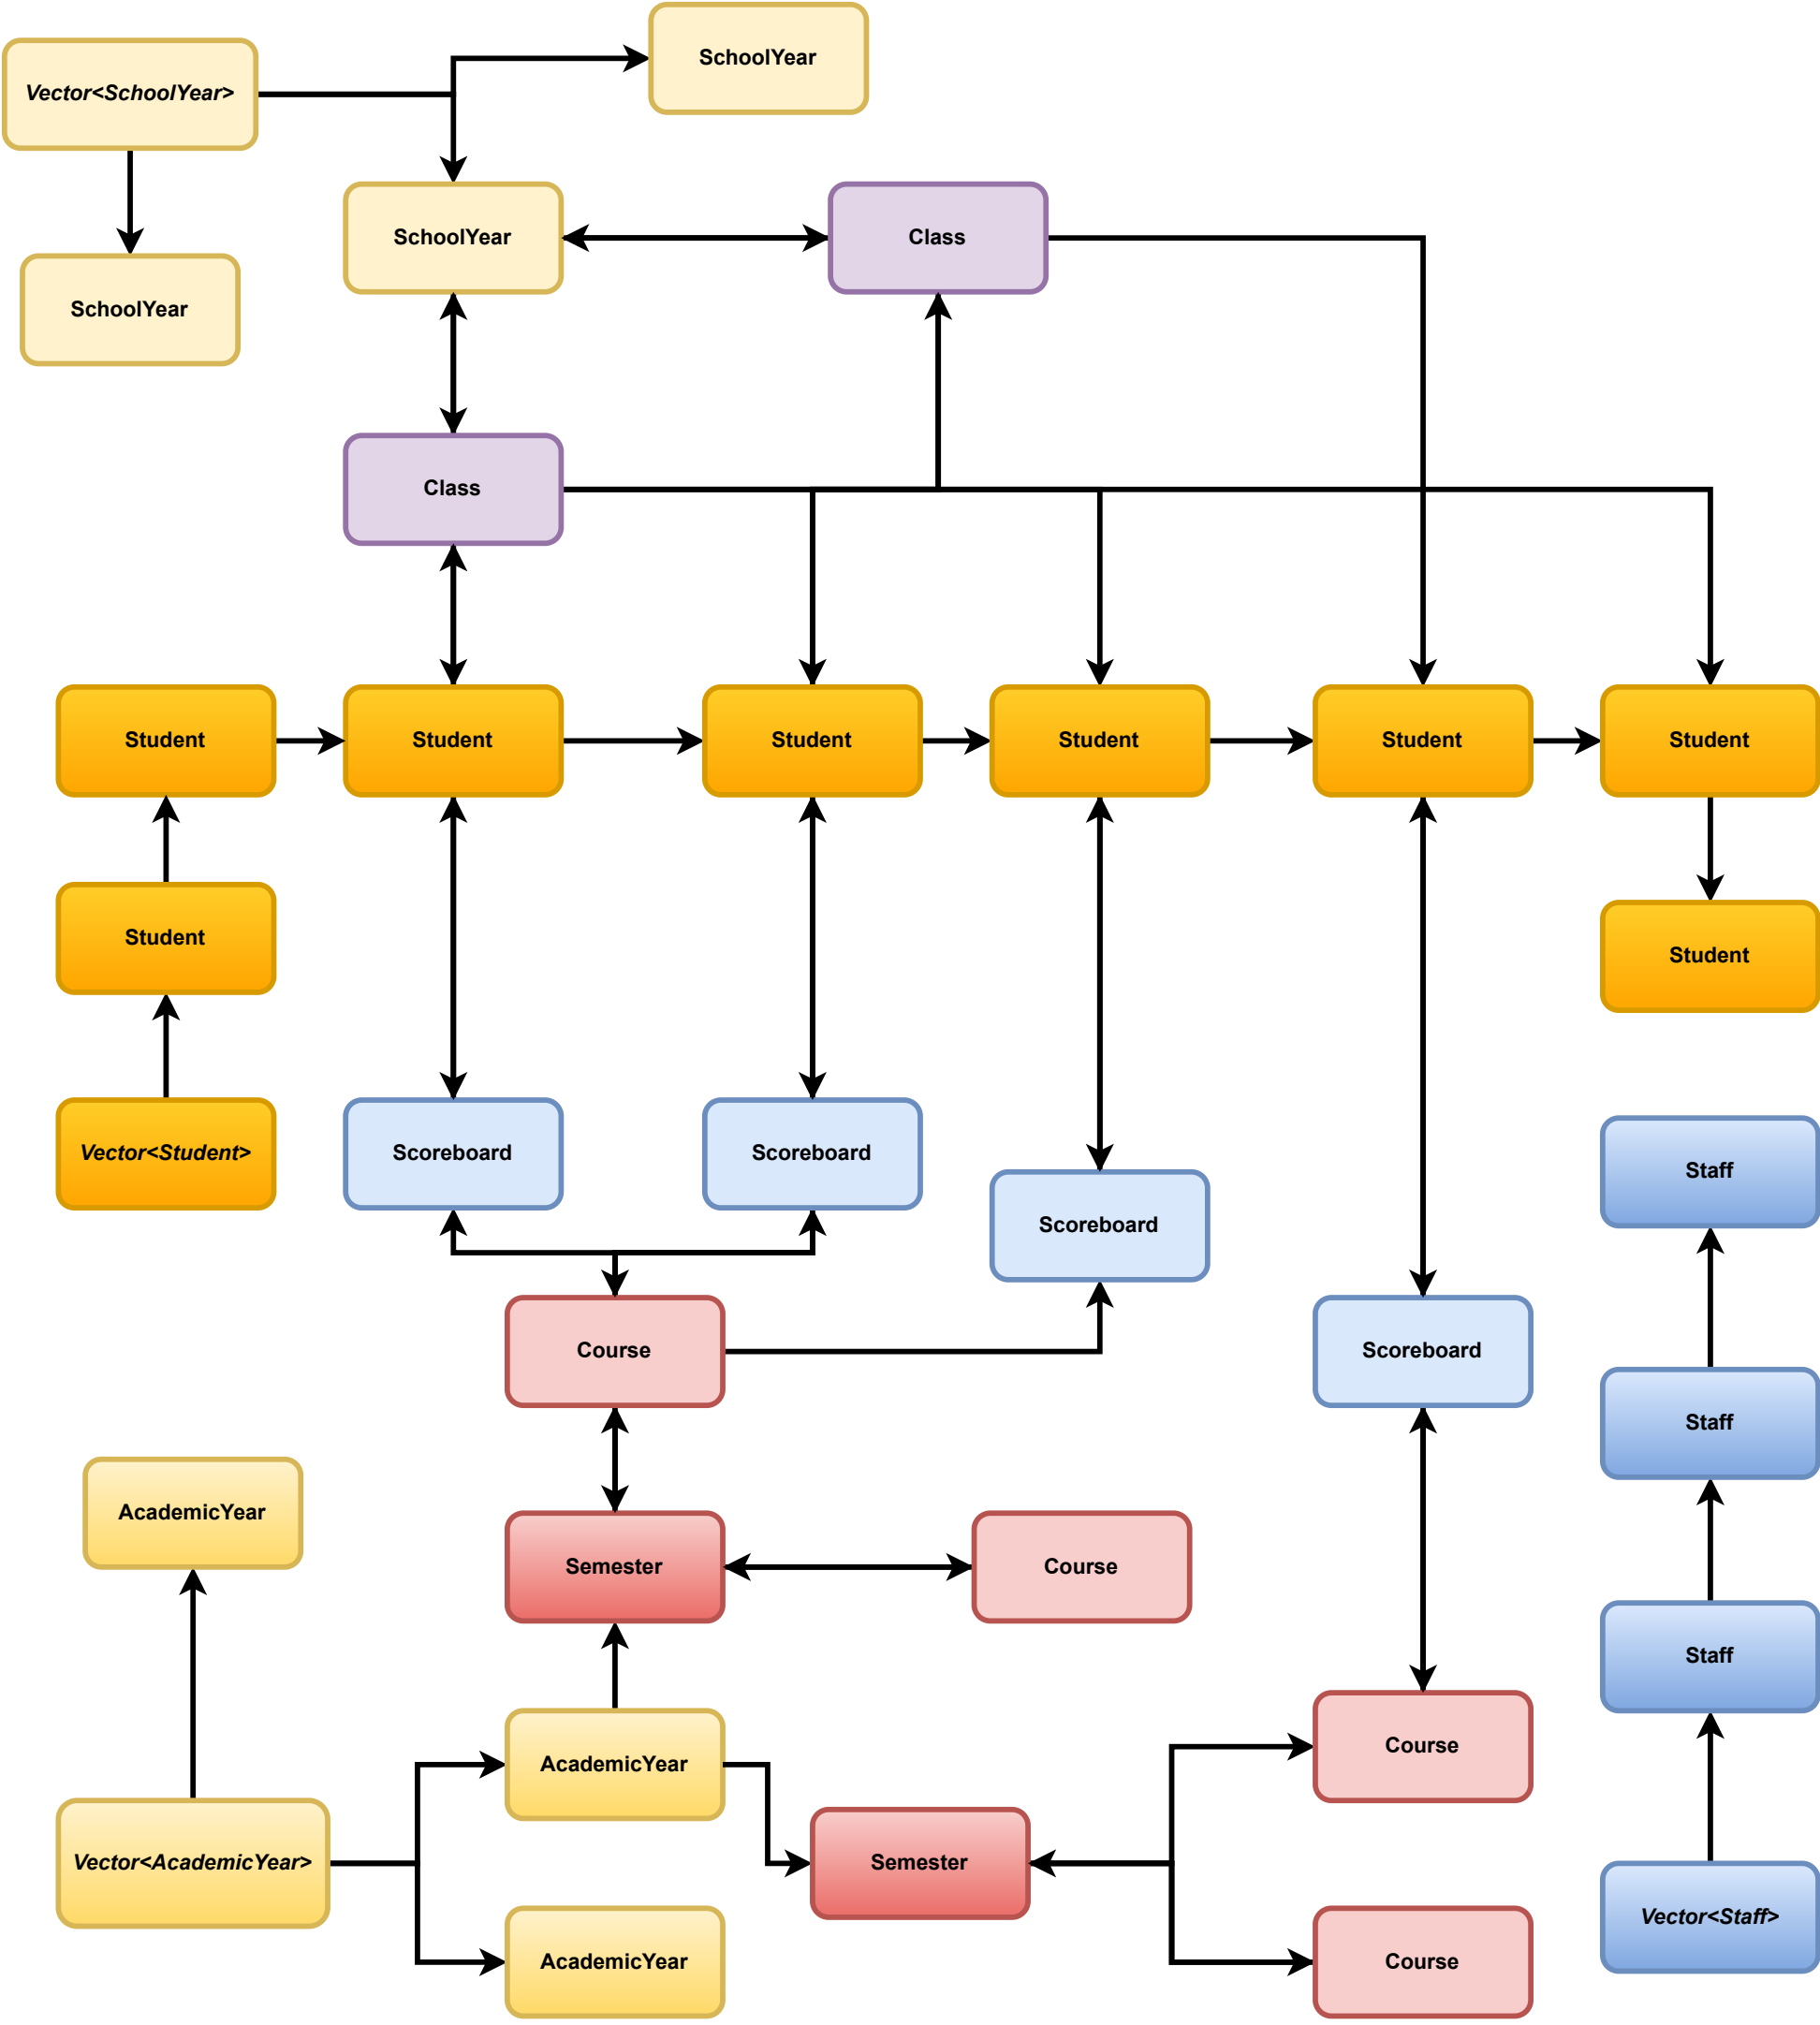 SchoolYear
Vector<SchoolYear>
SchoolYear
Class
SchoolYear
Class
Student
Student
Student
Student
Student
Student
Student
Student
Vector<Student>
Scoreboard
Scoreboard
Staff
Scoreboard
Course
Scoreboard
Staff
AcademicYear
Semester
Course
Staff
AcademicYear
Course
Vector<AcademicYear>
Semester
Vector<Staff>
AcademicYear
Course